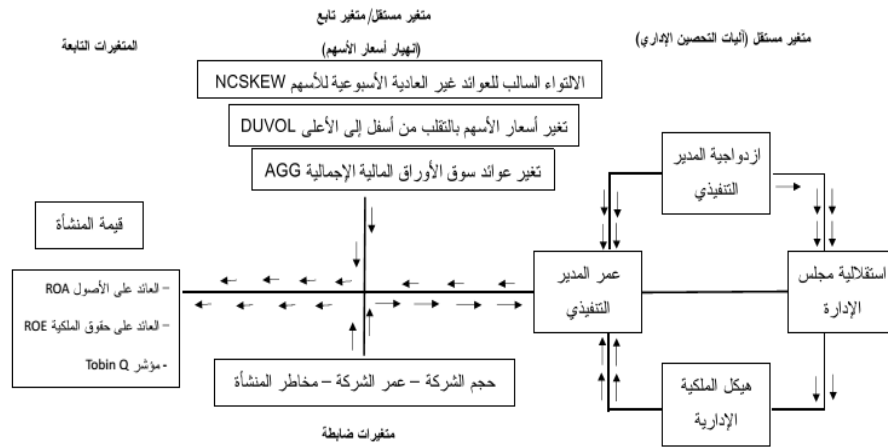 متغير مستقل (آليات التحصين الإداري)
متغير مستقل/ متغير تابع
(انهيار أسعار الأسهم)
المتغيرات التابعة
الالتواء السالب للعوائد غير العادية الأسبوعية للأسهم NCSKEW
تغير أسعار الأسهم بالتقلب من أسفل إلى الأعلى DUVOL
تغير عوائد سوق الأوراق المالية الإجمالية AGG
ازدواجية المدير
التنفيذي
استقلالية مجلس
الإدارة
عمر المدير
التنفيذي
هيكل الملكية
الإدارية
قيمة المنشأة
– العائد على الأصول ROA
– العائد على حقوق الملكية ROE
- مؤشر Tobin Q
حجم الشركة – عمر الشركة – مخاطر المنشأة
متغيرات ضابطة